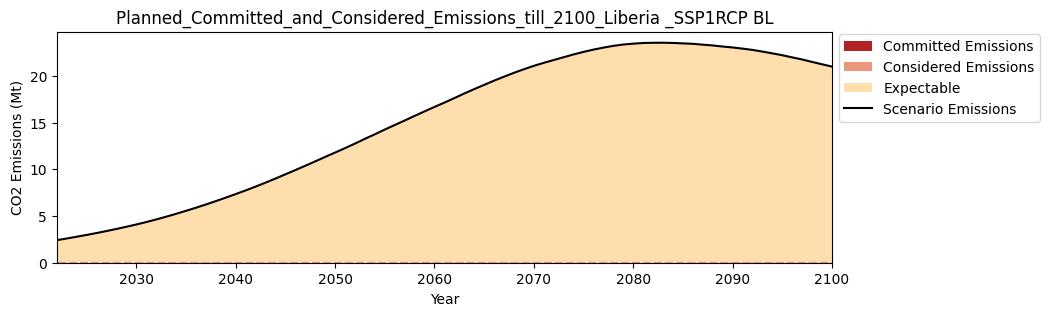 Planned_Committed_and_Considered_Emissions_till_2100_Liberia _SSP1RCP BL
Committed Emissions
Considered Emissions
Expectable
Scenario Emissions
CO2 Emissions (Mt)
20
15
10
5
0
2030 2040 2050 2060 2070 2080 2090 2100
Year